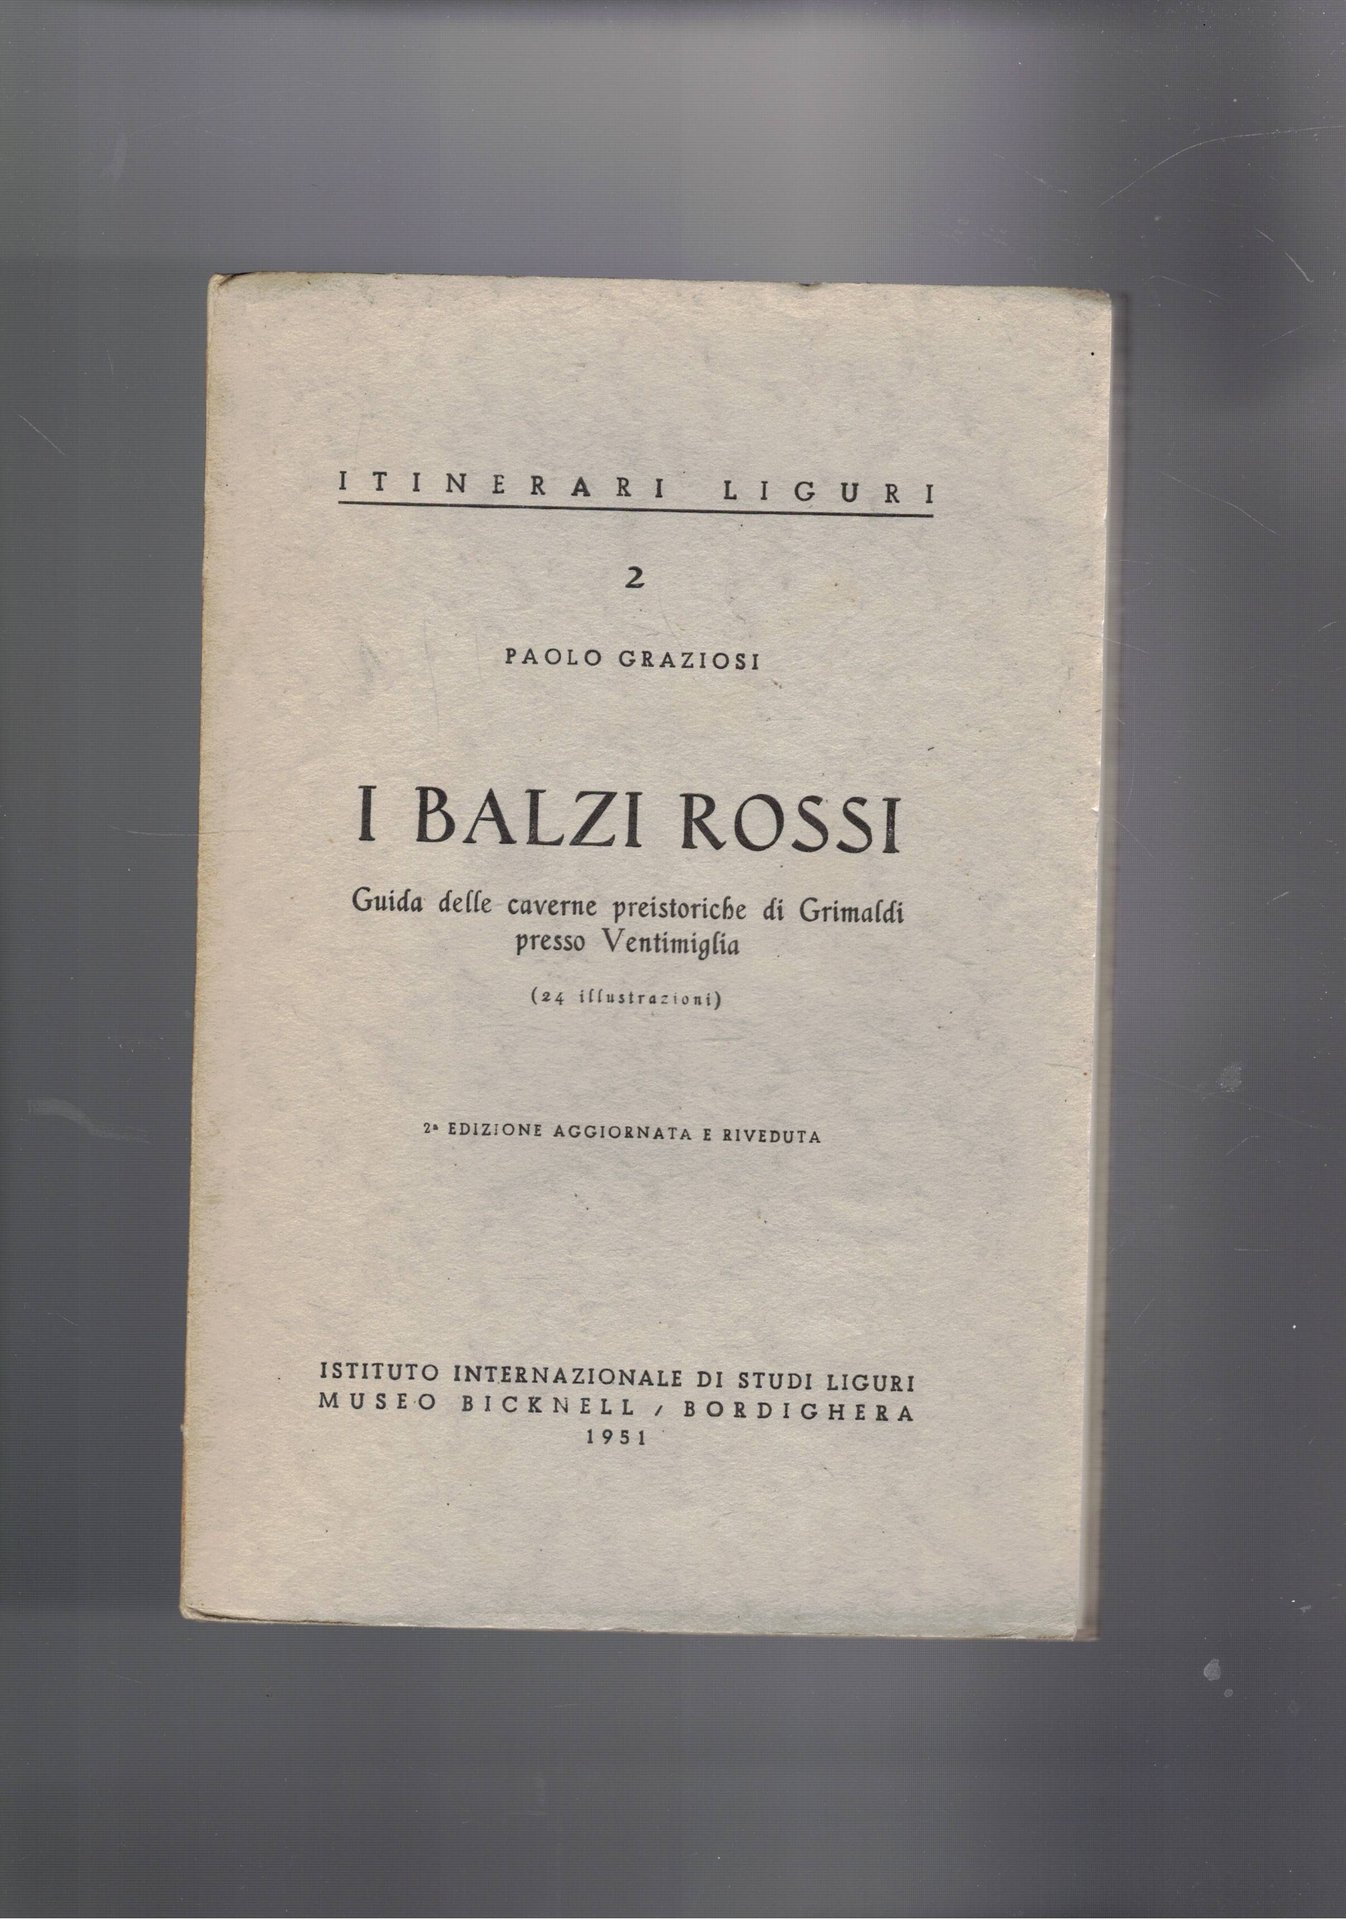 ITINERARI LIGURI
2
PAOLO GRAZIOSI
I BALZI ROSSI
Guida delle caverne preistoriche di Grimaldi
presso Ventimiglia
(24 illustrazioni)
2ª EDIZIONE AGGIORNATA E RIVEDUTA
ISTITUTO INTERNAZIONALE DI STUDI LIGURI
MUSEO BICKNELL / BORDIGHERA
1951